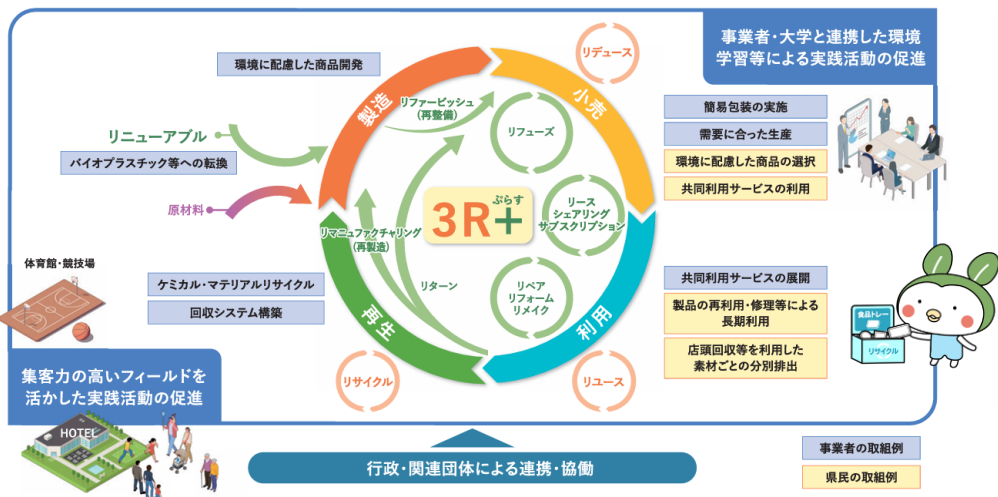 事業者・大学と連携した環境
学習等による実践活動の促進
リデュース
環境に配慮した商品開発
製造
小売
リファービッシュ
(再整備)
リフューズ
簡易包装の実施
需要に合った生産
環境に配慮した商品の選択
共同利用サービスの利用
リニューアブル
バイオプラスチック等への転換
原材料
ぷらす
3R+
リース
シェアリング
サブスクリプション
リマニュファクチャリング
(再製造)
体育館・競技場
ケミカル・マテリアルリサイクル
回収システム構築
リターン
リペア
リフォーム
リメイク
再生
利用
共同利用サービスの展開
製品の再利用・修理等による
長期利用
店頭回収等を利用した
素材ごとの分別排出
食品トレー
リサイクル
リサイクル
リユース
集客力の高いフィールドを
活かした実践活動の促進
HOTEL
行政・関連団体による連携・協働
事業者の取組例
県民の取組例